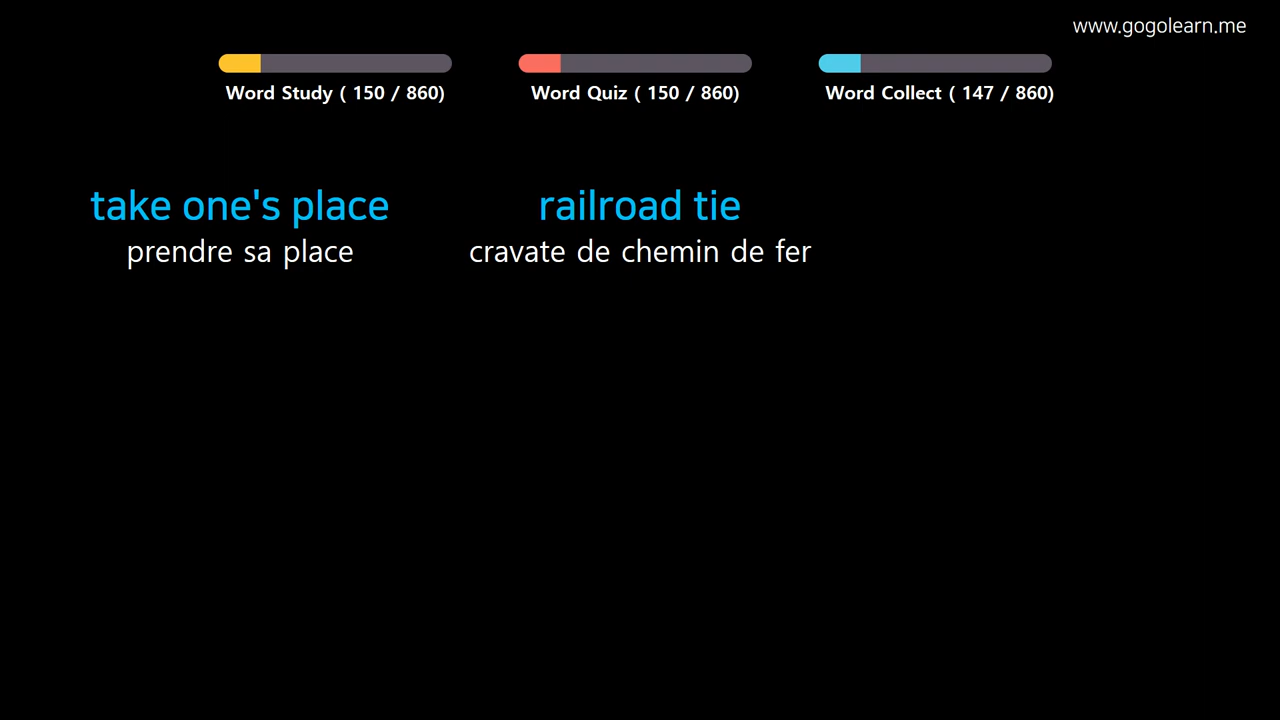 www.gogolearn.me
Word Study ( 150 / 860)
Word Quiz ( 150 / 860)
Word Collect ( 147 / 860)
take one's place
prendre sa place
railroad tie
cravate de chemin de fer